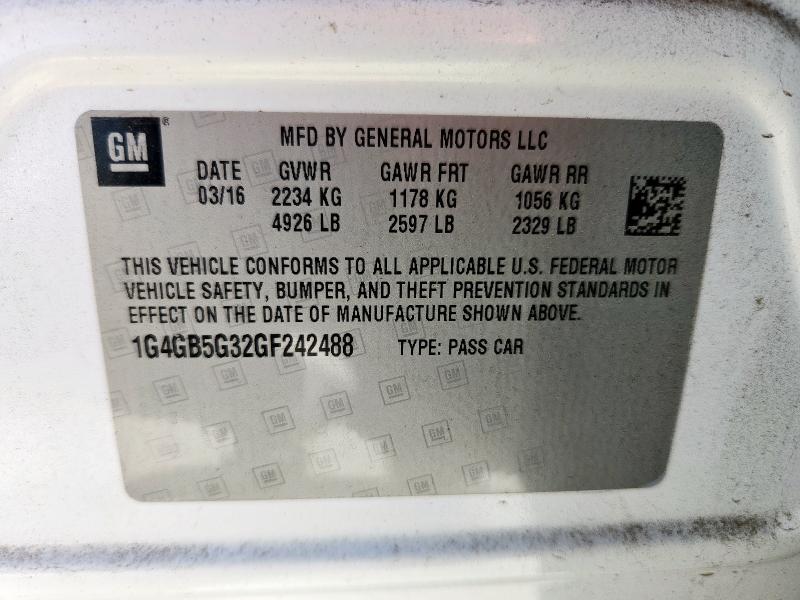 GM ®
MFD BY GENERAL MOTORS LLC
DATE GVWR GAWR FRT GAWR RR
03/16 2234 KG 1178 KG 1056 KG
4926 LB 2597 LB 2329 LB
THIS VEHICLE CONFORMS TO ALL APPLICABLE U.S. FEDERAL MOTOR
VEHICLE SAFETY, BUMPER, AND THEFT PREVENTION STANDARDS IN
EFFECT ON THE DATE OF MANUFACTURE SHOWN ABOVE.
1G4GB5G32GF242488 TYPE: PASS CAR